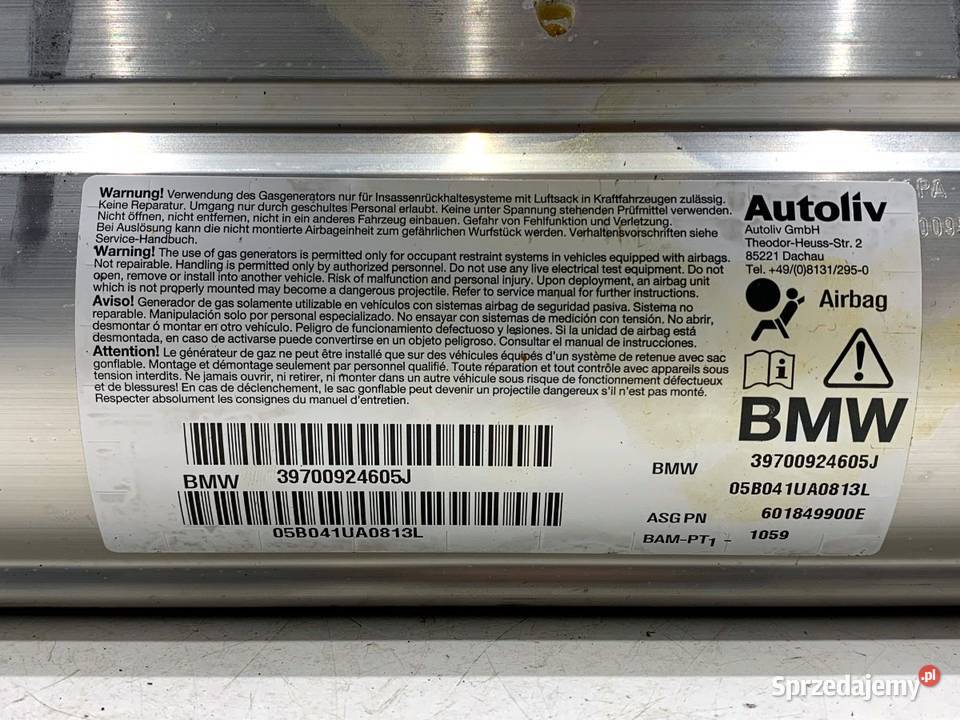 Warnung! Verwendung des Gasgenerators nur für Insassenrückhaltesysteme mit Luftsack in Kraftfahrzeugen zulässig.
Keine Reparatur. Umgang nur durch geschultes Personal erlaubt. Keine unter Spannung stehenden Prüfmittel verwenden.
Nicht öffnen, nicht entfernen, nicht in ein anderes Fahrzeug einbauen. Gefahr von Fehlfunktion und Verletzung.
Bei Auslösung kann die nicht montierte Airbageinheit zum gefährlichen Wurfstück werden. Verhaltensvorschriften siehe
Service-Handbuch.
Warning! The use of gas generators is permitted only for occupant restraint systems in vehicles equipped with airbags.
Not repairable. Handling is permitted only by authorized personnel. Do not use any live electrical test equipment. Do not
open, remove or install into another vehicle. Risk of malfunction and personal injury. Upon deployment, an airbag unit
which is not properly mounted may become a dangerous projectile. Refer to service manual for further instructions.
Aviso! Generador de gas solamente utilizable en vehículos con sistemas airbag de seguridad pasiva. Sistema no
reparable. Manipulación solo por personal especializado. No ensayar con sistemas de medición con tensión. No abrir,
desmontar ó montar en otro vehículo. Peligro de funcionamiento defectuoso y lesiones. Si la unidad de airbag está
desmontada, en caso de activarse puede convertirse en un objeto peligroso. Consultar el manual de instrucciones.
Attention! Le générateur de gaz ne peut être installé que sur des véhicules équipés d'un système de retenue avec sac
gonflable. Montage et démontage seulement par personnel qualifié. Toute réparation et tout contrôle avec appareils sous
tension interdits. Ne jamais ouvrir, ni retirer, ni monter dans un autre véhicule sous risque de fonctionnement défectueux
et de blessures! En cas de déclenchement, le sac gonflable peut devenir un projectile dangereux s'il n'est pas monté.
Respecter absolument les consignes du manuel d'entretien.
Autoliv
Autoliv GmbH
Theodor-Heuss-Str. 2
85221 Dachau
Tel. +49/(0)8131/295-0
Airbag
BMW
BMW 39700924605J
05B041UA0813L
BMW 39700924605J
05B041UA0813L
ASG PN 601849900E
BAM-PT1 - 1059
Sprzedajemy.pl